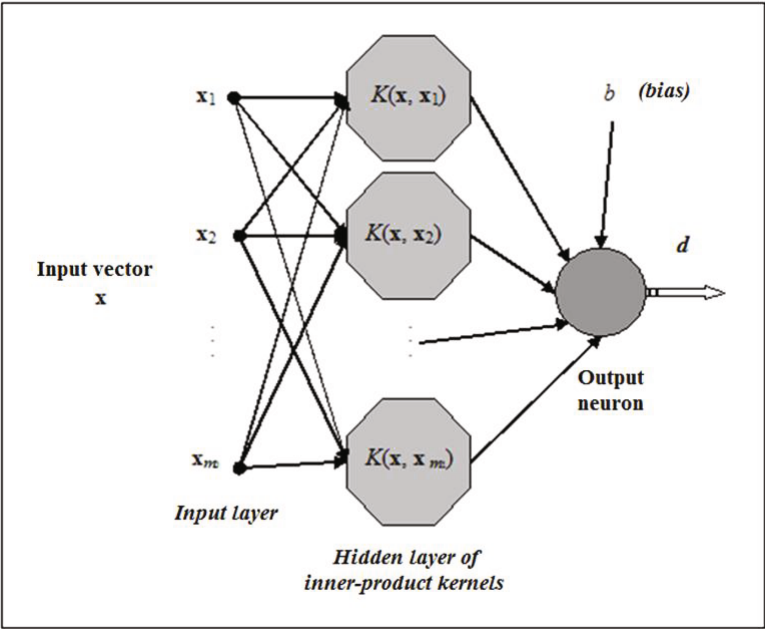 x1
K(x, x1)
b (bias)
x2
K(x, x2)
d
Input vector
x
Output
neuron
xm
K(x, xm)
Input layer
Hidden layer of
inner-product kernels